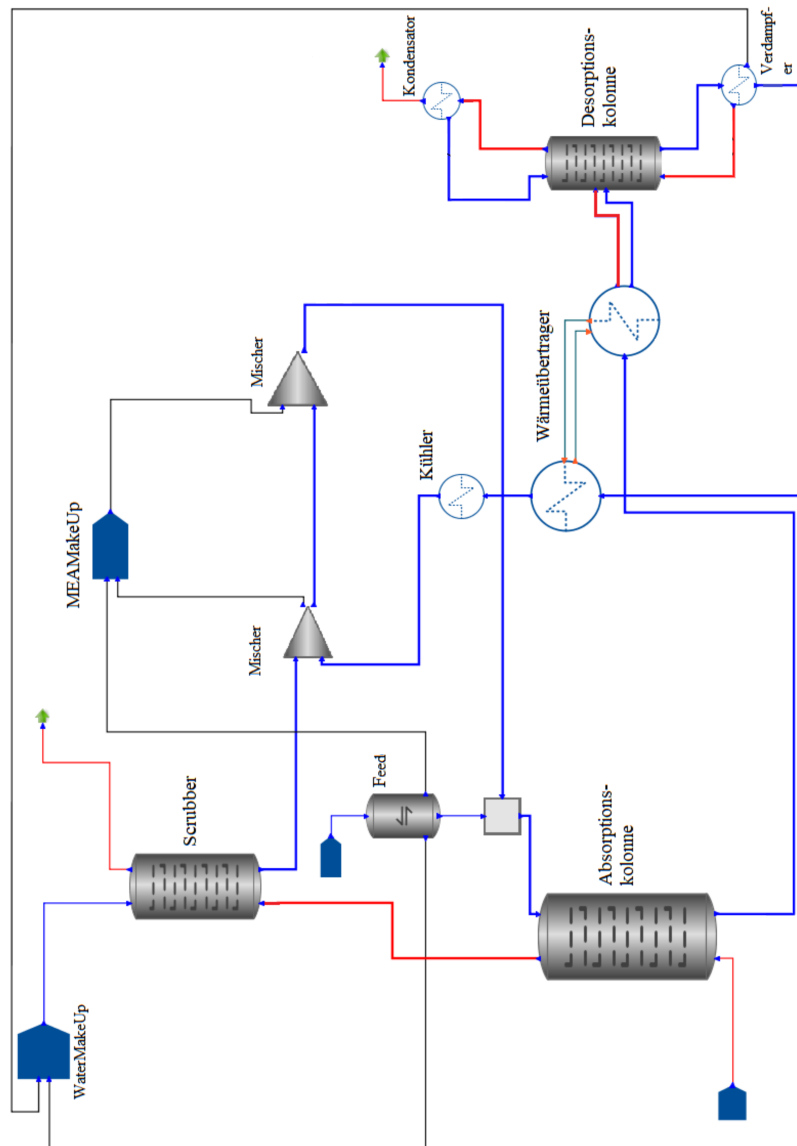 WaterMakeUp
Scrubber
MEAMakeUp
Mischer
Mischer
Kondensator
Feed
Kühler
Wärmeübertrager
Desorptions-
kolonne
Verdampf-
er
Absorptions-
kolonne